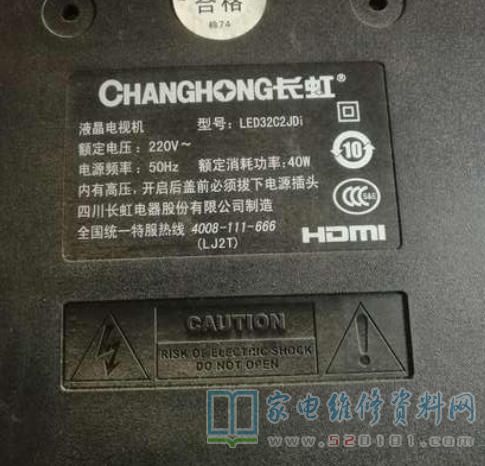 合格
检74
CHANGHONG长虹®
液晶电视机 型号: LED32C2JDi
额定电压: 220V~
电源频率: 50Hz 额定消耗功率: 40W
内有高压, 开启后盖前必须拔下电源插头
四川长虹电器股份有限公司制造
全国统一特服热线 4008-111-666
(LJ2T)
10
CCC S&E
HDMI
CAUTION
RISK OF ELECTRIC SHOCK
DO NOT OPEN
家电维修资料网
www.520101.com